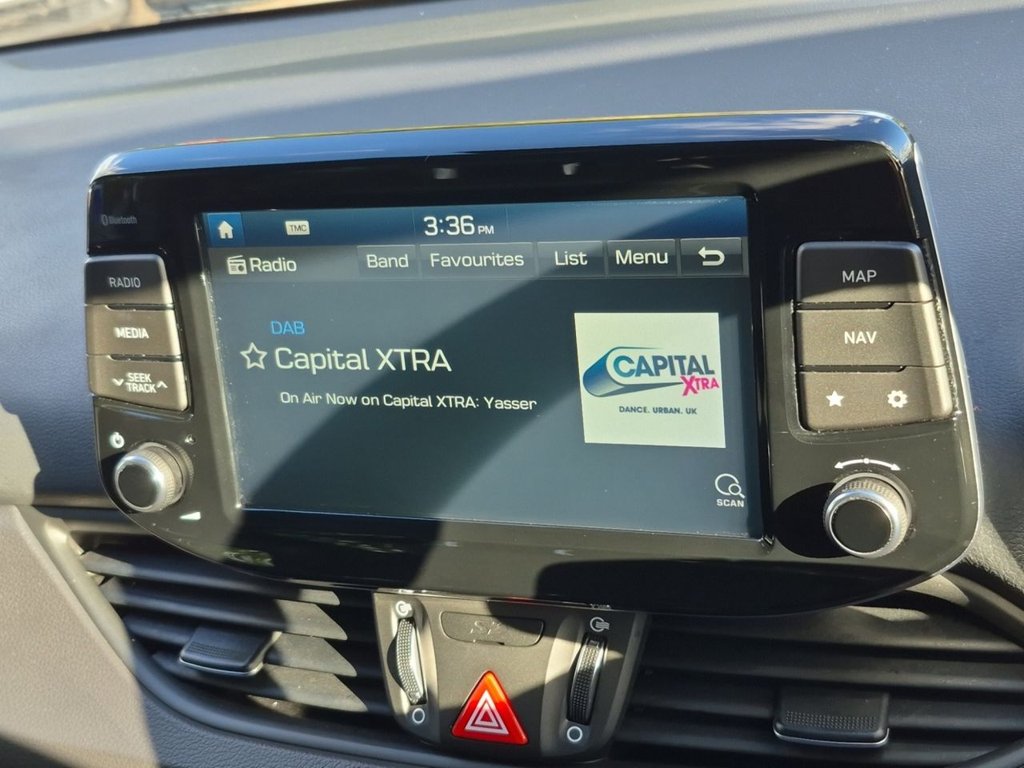 Bluetooth
TMC
3:36 PM
Radio
Band
Favourites
List
Menu
RADIO
MEDIA
SEEK
TRACK
DAB
Capital XTRA
On Air Now on Capital XTRA: Yasser
CAPITAL
XTRA
DANCE. URBAN. UK
SCAN
MAP
NAV